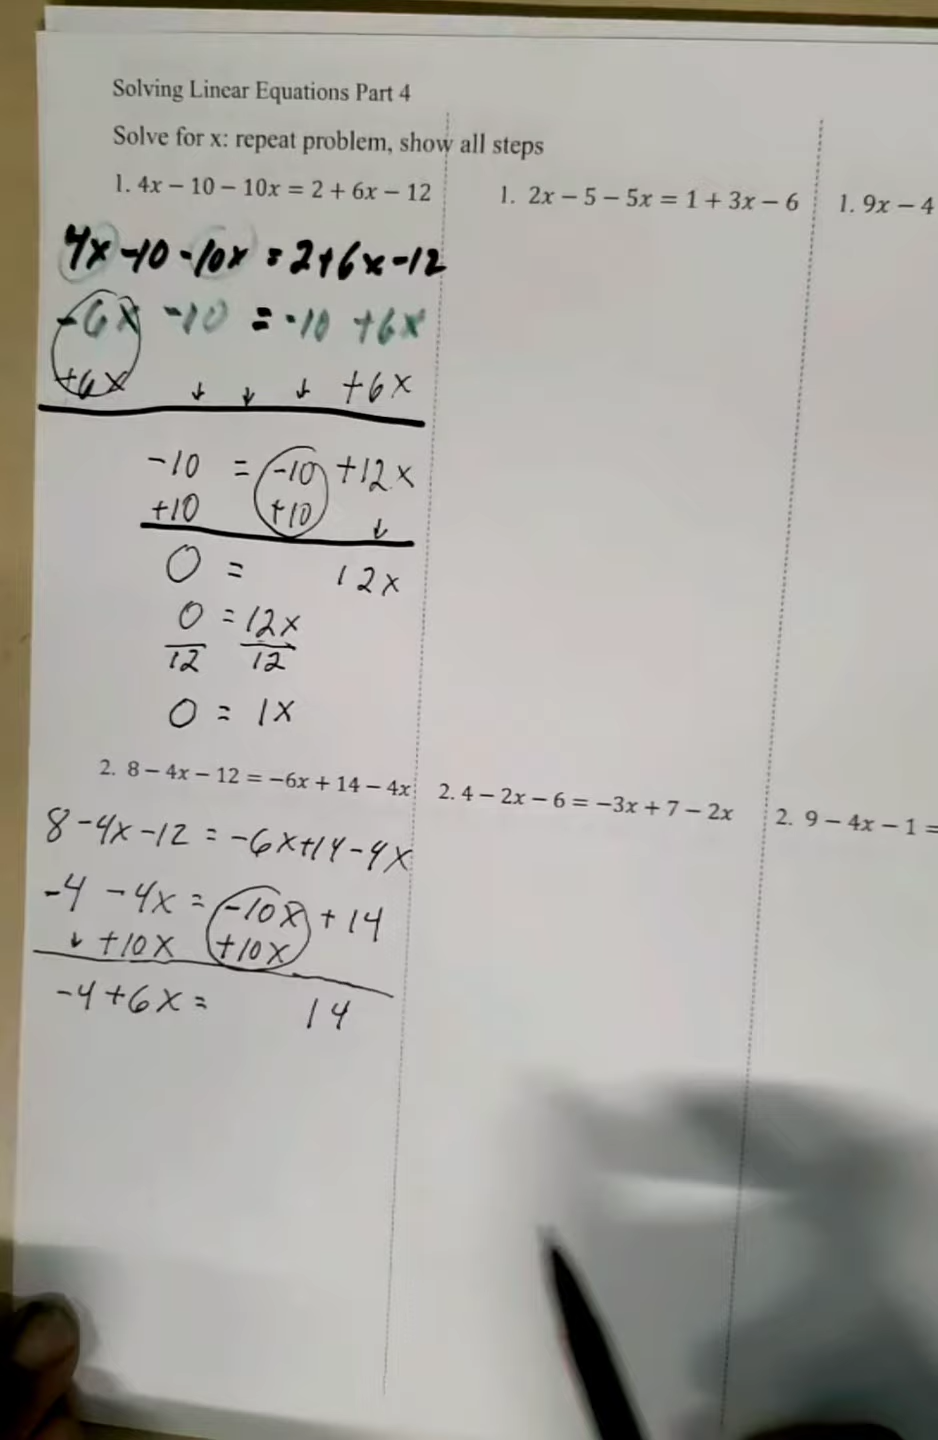 Solving Linear Equations Part 4
Solve for x: repeat problem, show all steps
1. 4x − 10 − 10x = 2 + 6x − 12
4x -10 -10x = 2+6x -12
-6x -10 = -10 +6x
+6x ↓ ↓ ↓ +6x
-10 = -10 +12x
+10 +10 ↓
0 = 12x
0 = 12x
12 12
0 = 1x
2. 8 − 4x − 12 = −6x + 14 − 4x
8 -4x -12 = -6x+14 -4x
-4 -4x = -10x + 14
↓ +10x +10x
-4 +6x = 14
1. 2x − 5 − 5x = 1 + 3x − 6
2. 4 − 2x − 6 = −3x + 7 − 2x
1. 9x − 4
2. 9 − 4x − 1 =